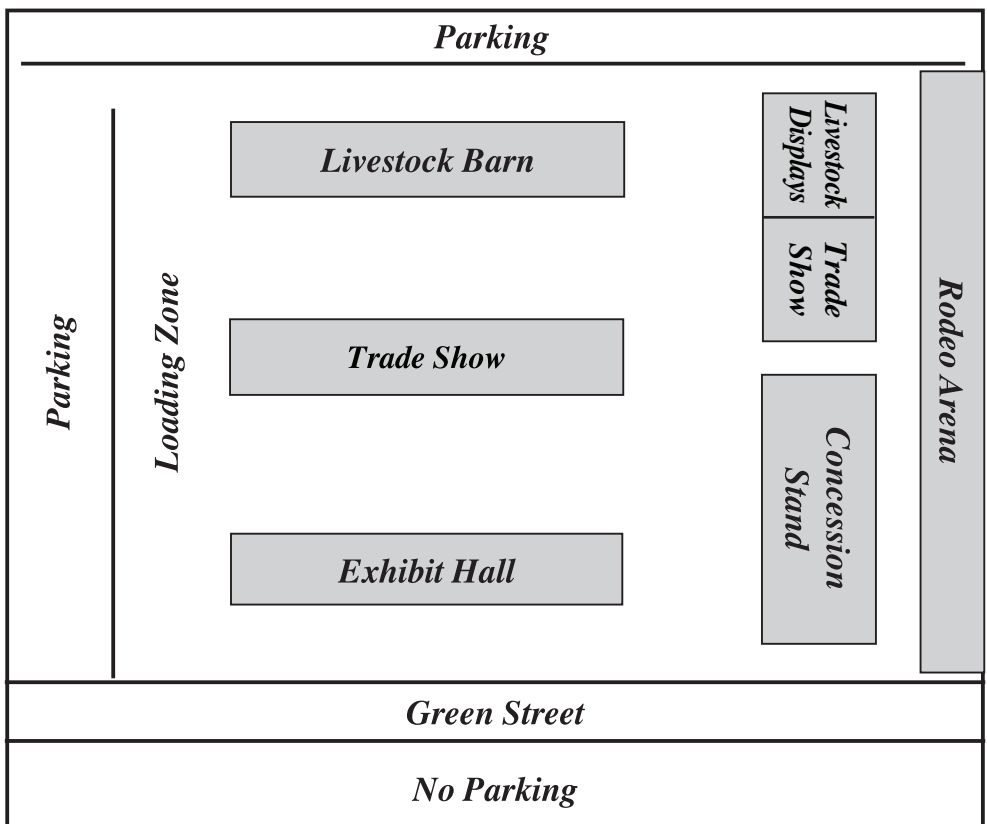 Parking
Livestock Barn
Livestock
Displays
Trade
Show
Rodeo Arena
Parking
Loading Zone
Trade Show
Concession
Stand
Exhibit Hall
Green Street
No Parking